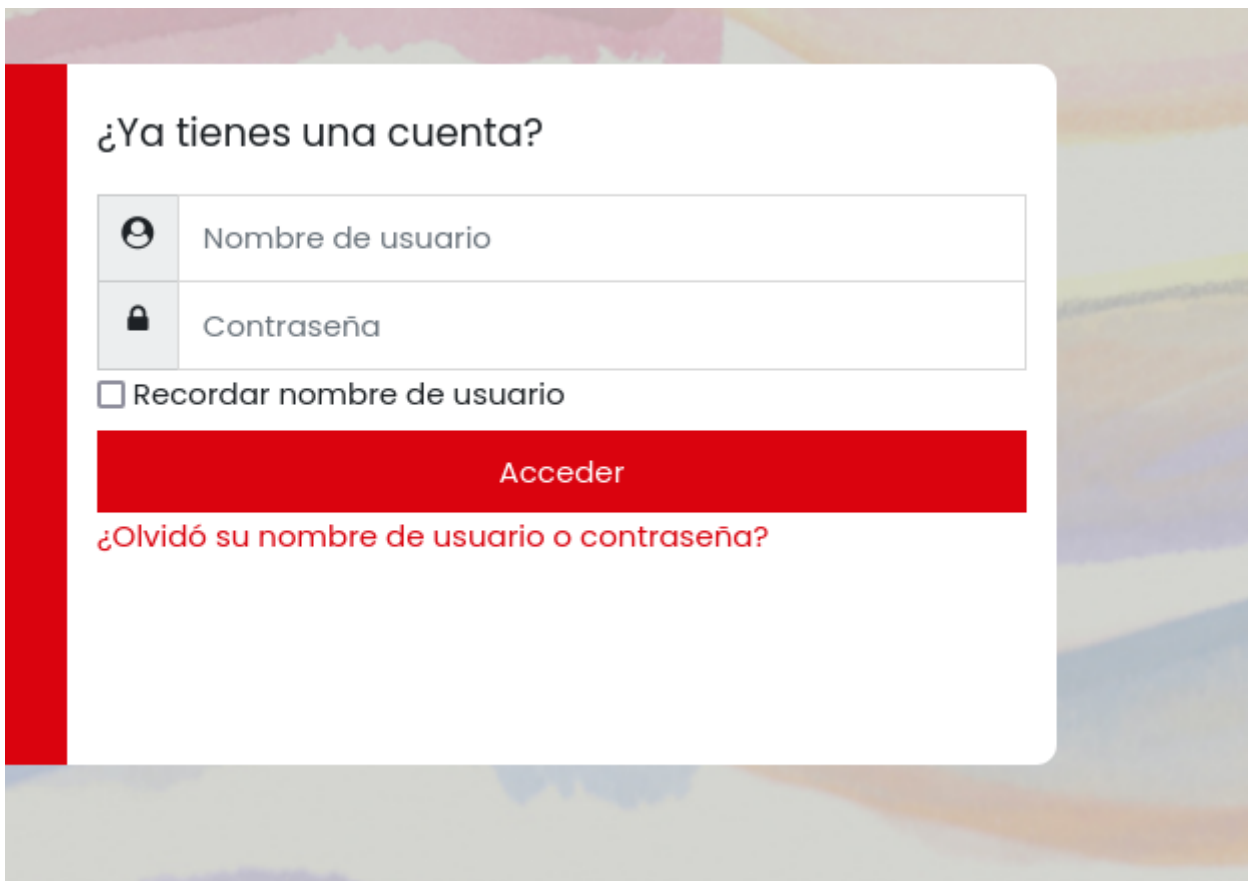 ¿Ya tienes una cuenta?
Nombre de usuario
Contraseña
Recordar nombre de usuario
Acceder
¿Olvidó su nombre de usuario o contraseña?